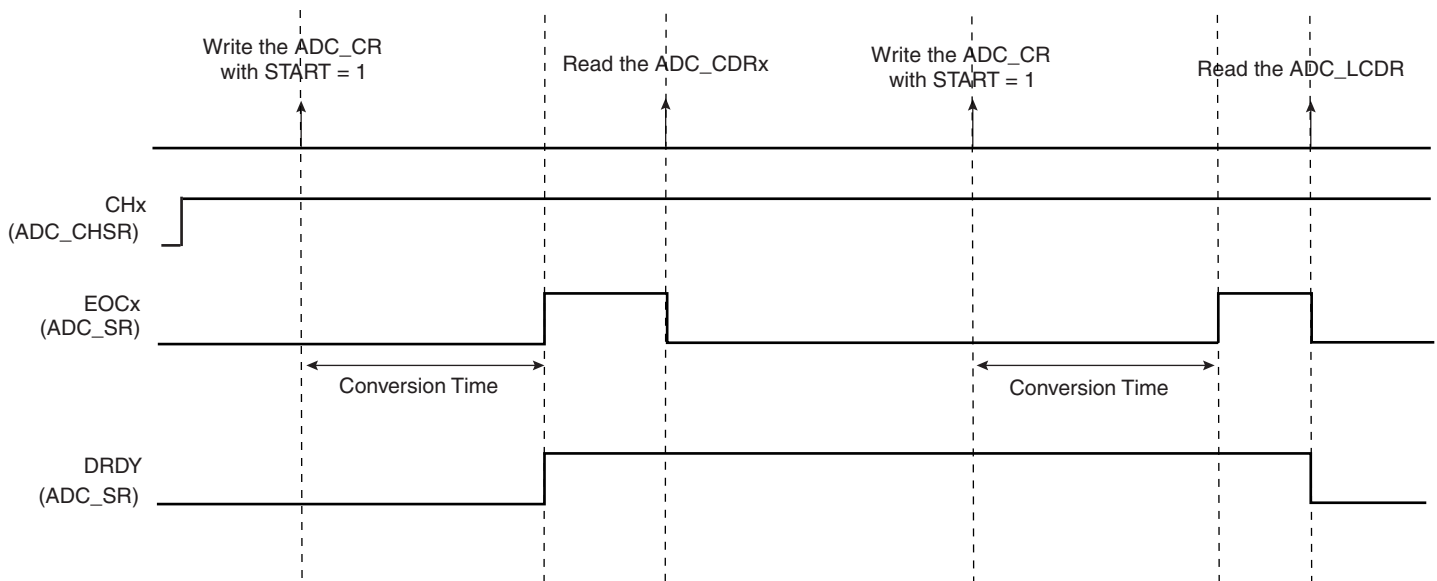 Write the ADC_CR
with START = 1
Read the ADC_CDRx
Write the ADC_CR
with START = 1
Read the ADC_LCDR
CHx
(ADC_CHSR)
EOCx
(ADC_SR)
Conversion Time
Conversion Time
DRDY
(ADC_SR)